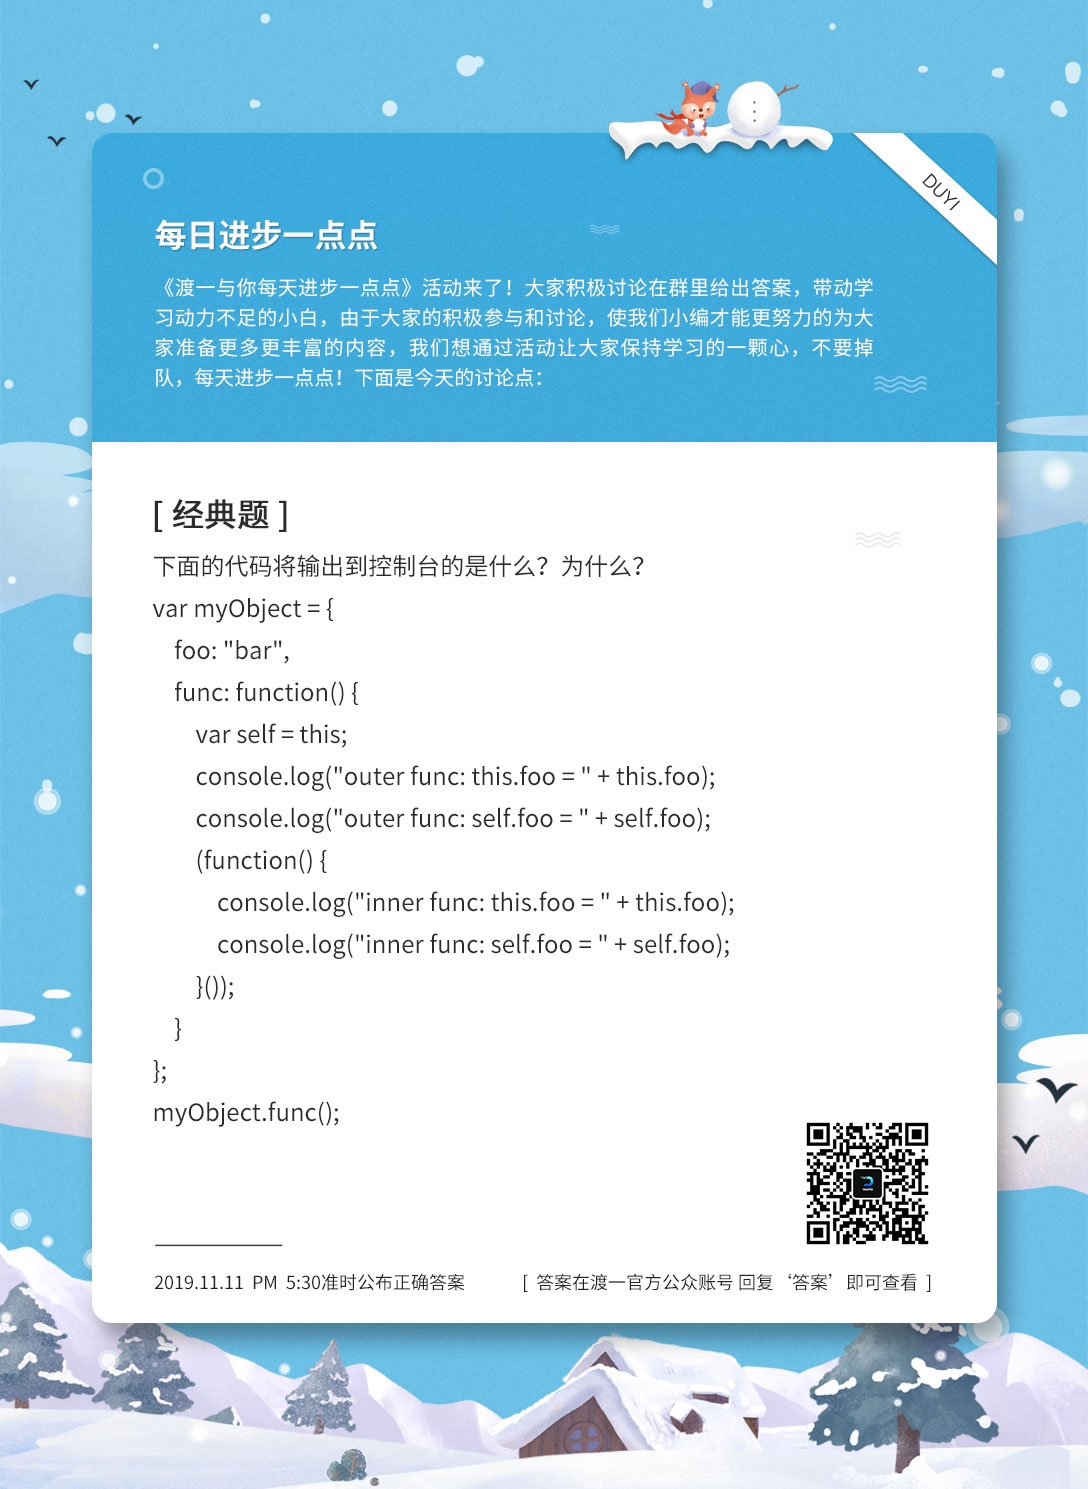 DUYI
每日进步一点点
《渡一与你每天进步一点点》活动来了！大家积极讨论在群里给出答案，带动学
习动力不足的小白，由于大家的积极参与和讨论，使我们小编才能更努力的为大
家准备更多更丰富的内容，我们想通过活动让大家保持学习的一颗心，不要掉
队，每天进步一点点！下面是今天的讨论点：
[ 经典题 ]
下面的代码将输出到控制台的是什么？为什么？
var myObject = {
    foo: "bar",
    func: function() {
        var self = this;
        console.log("outer func: this.foo = " + this.foo);
        console.log("outer func: self.foo = " + self.foo);
        (function() {
            console.log("inner func: this.foo = " + this.foo);
            console.log("inner func: self.foo = " + self.foo);
        }());
    }
};
myObject.func();
2019.11.11 PM 5:30准时公布正确答案
[ 答案在渡一官方公众账号 回复‘答案’即可查看 ]